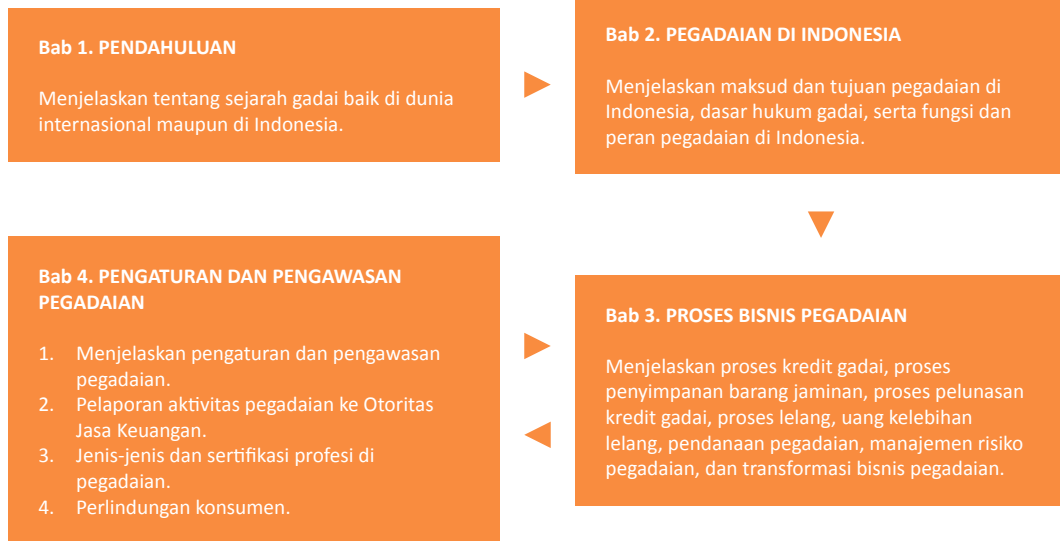 Bab 1. PENDAHULUAN
Menjelaskan tentang sejarah gadai baik di dunia
internasional maupun di Indonesia.
Bab 2. PEGADAIAN DI INDONESIA
Menjelaskan maksud dan tujuan pegadaian di
Indonesia, dasar hukum gadai, serta fungsi dan
peran pegadaian di Indonesia.
Bab 3. PROSES BISNIS PEGADAIAN
Menjelaskan proses kredit gadai, proses
penyimpanan barang jaminan, proses pelunasan
kredit gadai, proses lelang, uang kelebihan
lelang, pendanaan pegadaian, manajemen risiko
pegadaian, dan transformasi bisnis pegadaian.
Bab 4. PENGATURAN DAN PENGAWASAN
PEGADAIAN
1. Menjelaskan pengaturan dan pengawasan
pegadaian.
2. Pelaporan aktivitas pegadaian ke Otoritas
Jasa Keuangan.
3. Jenis-jenis dan sertifikasi profesi di
pegadaian.
4. Perlindungan konsumen.